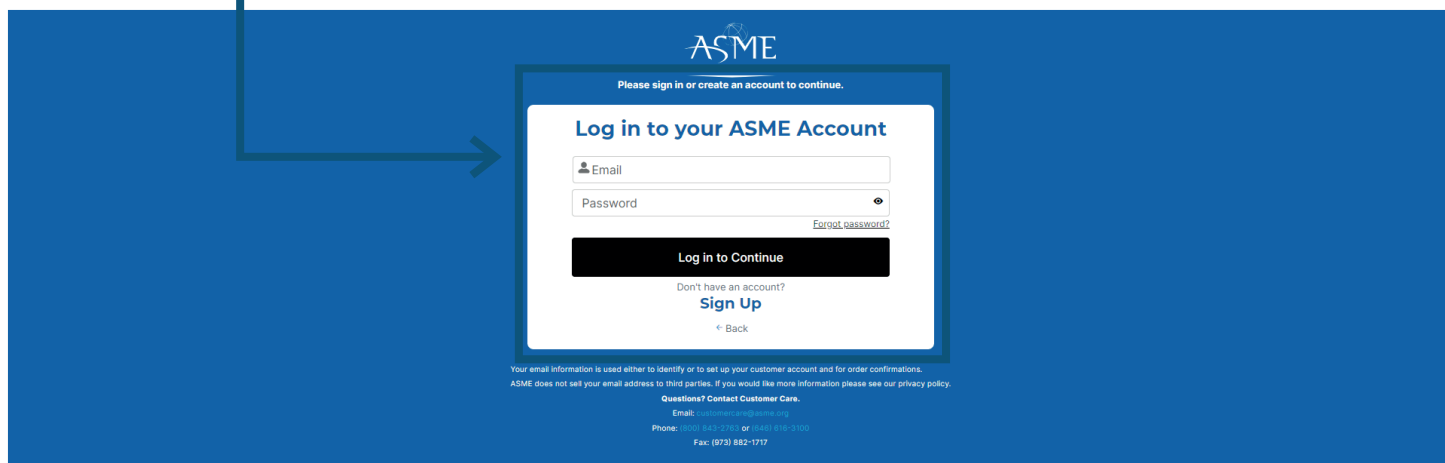 ASME
Please sign in or create an account to continue.
Log in to your ASME Account
Email
Password
Forgot password?
Log in to Continue
Don't have an account?
Sign Up
← Back
Your email information is used either to identify or to set up your customer account and for order confirmations.
ASME does not sell your email address to third parties. If you would like more information please see our privacy policy.
Questions? Contact Customer Care.
Email: customercare@asme.org
Phone: (800) 843-2763 or (646) 616-3100
Fax: (973) 882-1717